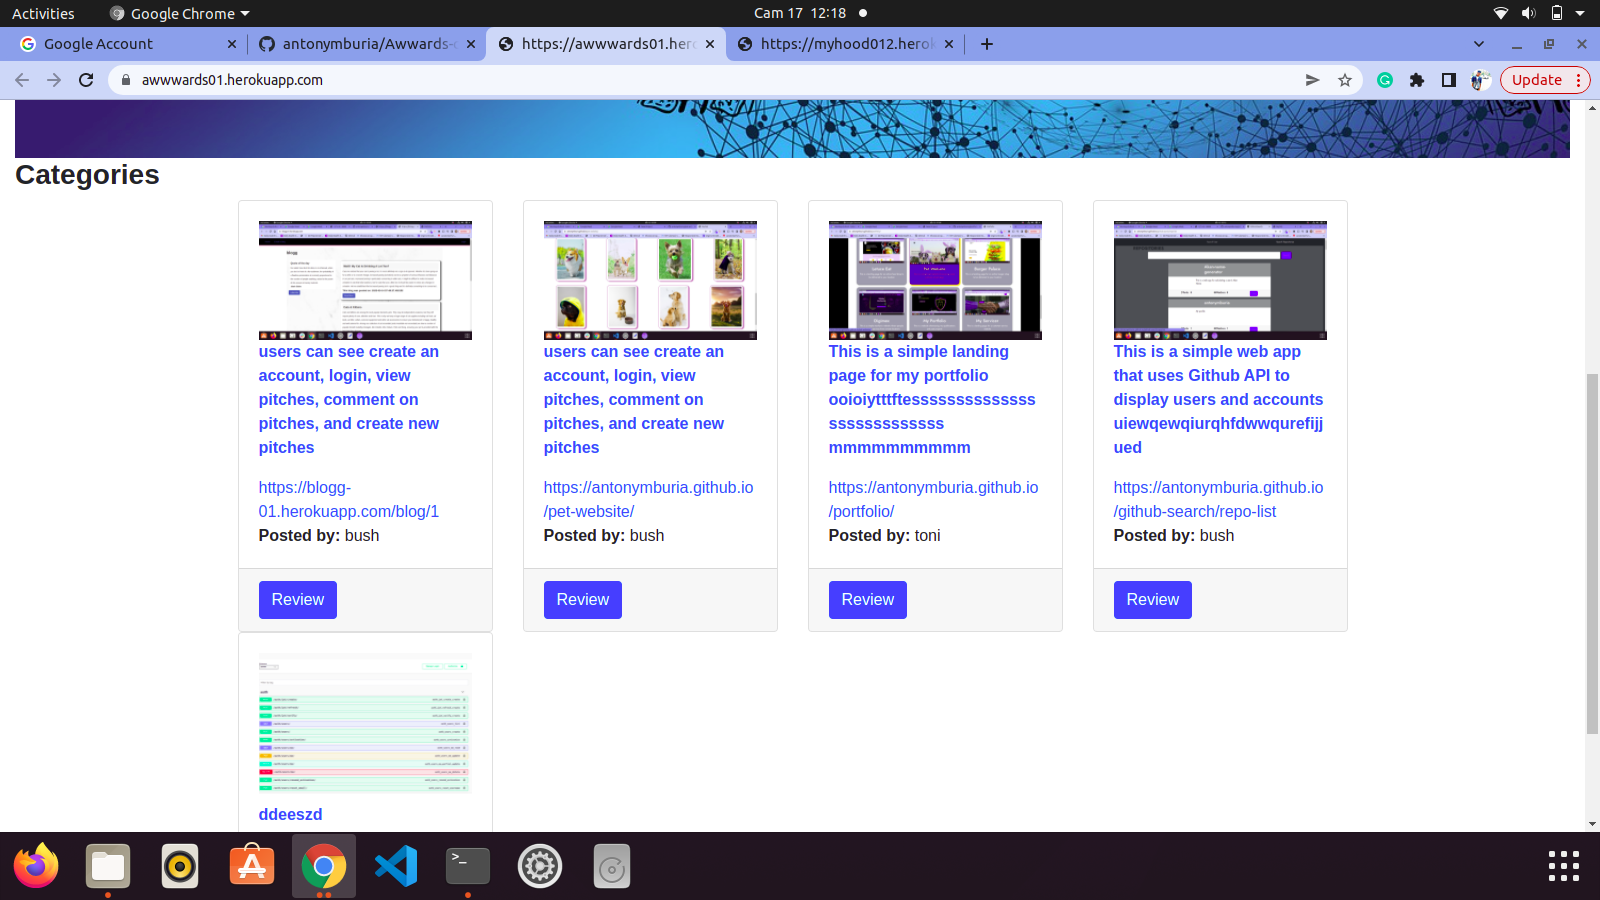 Activities
Google Chrome
Cam 17 12:18
Google Account
antonymburia/Awwards-
https://awwwards01.hero
https://myhood012.herok
awwwards01.herokuapp.com
Update
Categories
users can see create an
account, login, view
pitches, comment on
pitches, and create new
pitches
https://blogg-
01.herokuapp.com/blog/1
Posted by: bush
Review
users can see create an
account, login, view
pitches, comment on
pitches, and create new
pitches
https://antonymburia.github.io
/pet-website/
Posted by: bush
Review
This is a simple landing
page for my portfolio
ooioiytttftessssssssssssss
sssssssssssss
mmmmmmmmmm
https://antonymburia.github.io
/portfolio/
Posted by: toni
Review
This is a simple web app
that uses Github API to
display users and accounts
uiewqewqiurqhfdwwqurefijj
ued
https://antonymburia.github.io
/github-search/repo-list
Posted by: bush
Review
ddeeszd